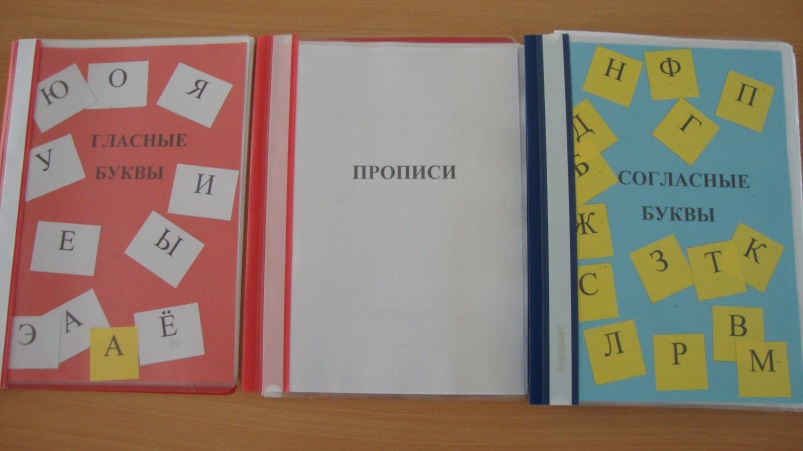 Ю О Я
ГЛАСНЫЕ
У
БУКВЫ
И
Е Ы
Э А А Ё
ПРОПИСИ
Н Ф П
Д Г
Б
СОГЛАСНЫЕ
Ж
БУКВЫ
С З Т К
Л Р В М